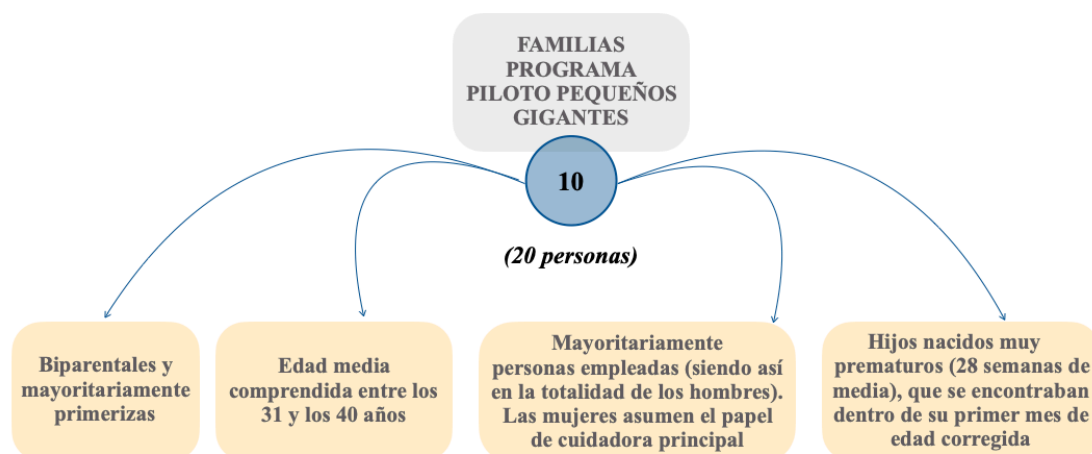 FAMILIAS
PROGRAMA
PILOTO PEQUEÑOS
GIGANTES
10
(20 personas)
Biparentales y
mayoritariamente
primerizas
Edad media
comprendida entre los
31 y los 40 años
Mayoritariamente
personas empleadas (siendo así
en la totalidad de los hombres).
Las mujeres asumen el papel
de cuidadora principal
Hijos nacidos muy
prematuros (28 semanas de
media), que se encontraban
dentro de su primer mes de
edad corregida